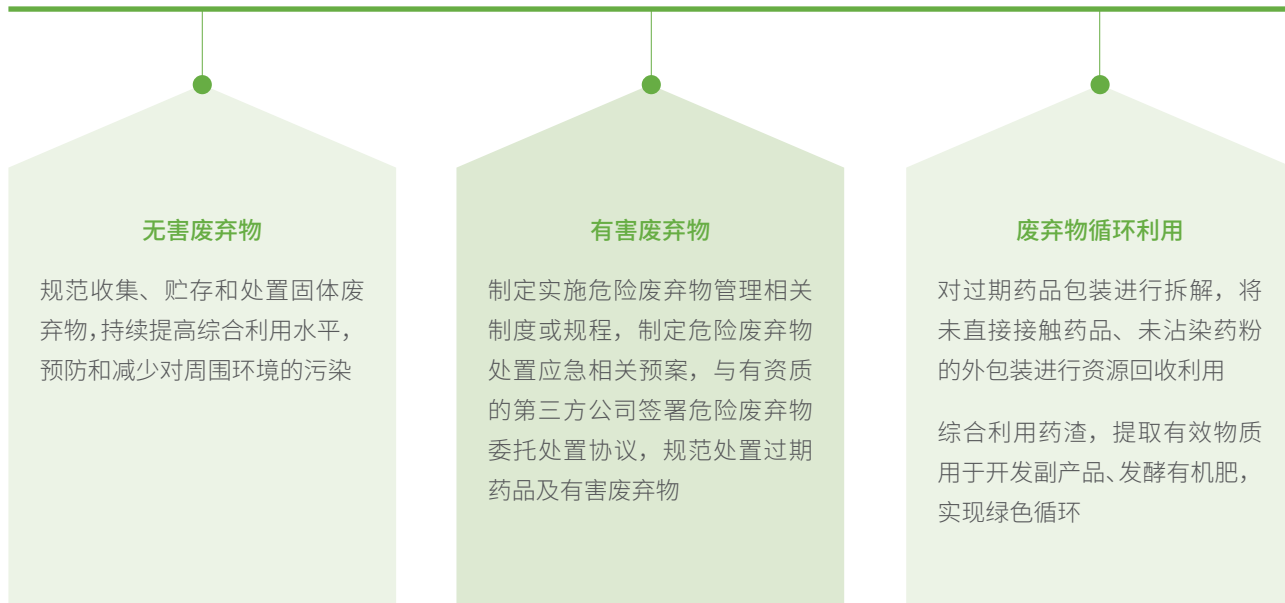 无害废弃物
规范收集、贮存和处置固体废
弃物，持续提高综合利用水平，
预防和减少对周围环境的污染
有害废弃物
制定实施危险废弃物管理相关
制度或规程，制定危险废弃物
处置应急相关预案，与有资质
的第三方公司签署危险废弃物
委托处置协议，规范处置过期
药品及有害废弃物
废弃物循环利用
对过期药品包装进行拆解，将
未直接接触药品、未沾染药粉
的外包装进行资源回收利用
综合利用药渣，提取有效物质
用于开发副产品、发酵有机肥，
实现绿色循环